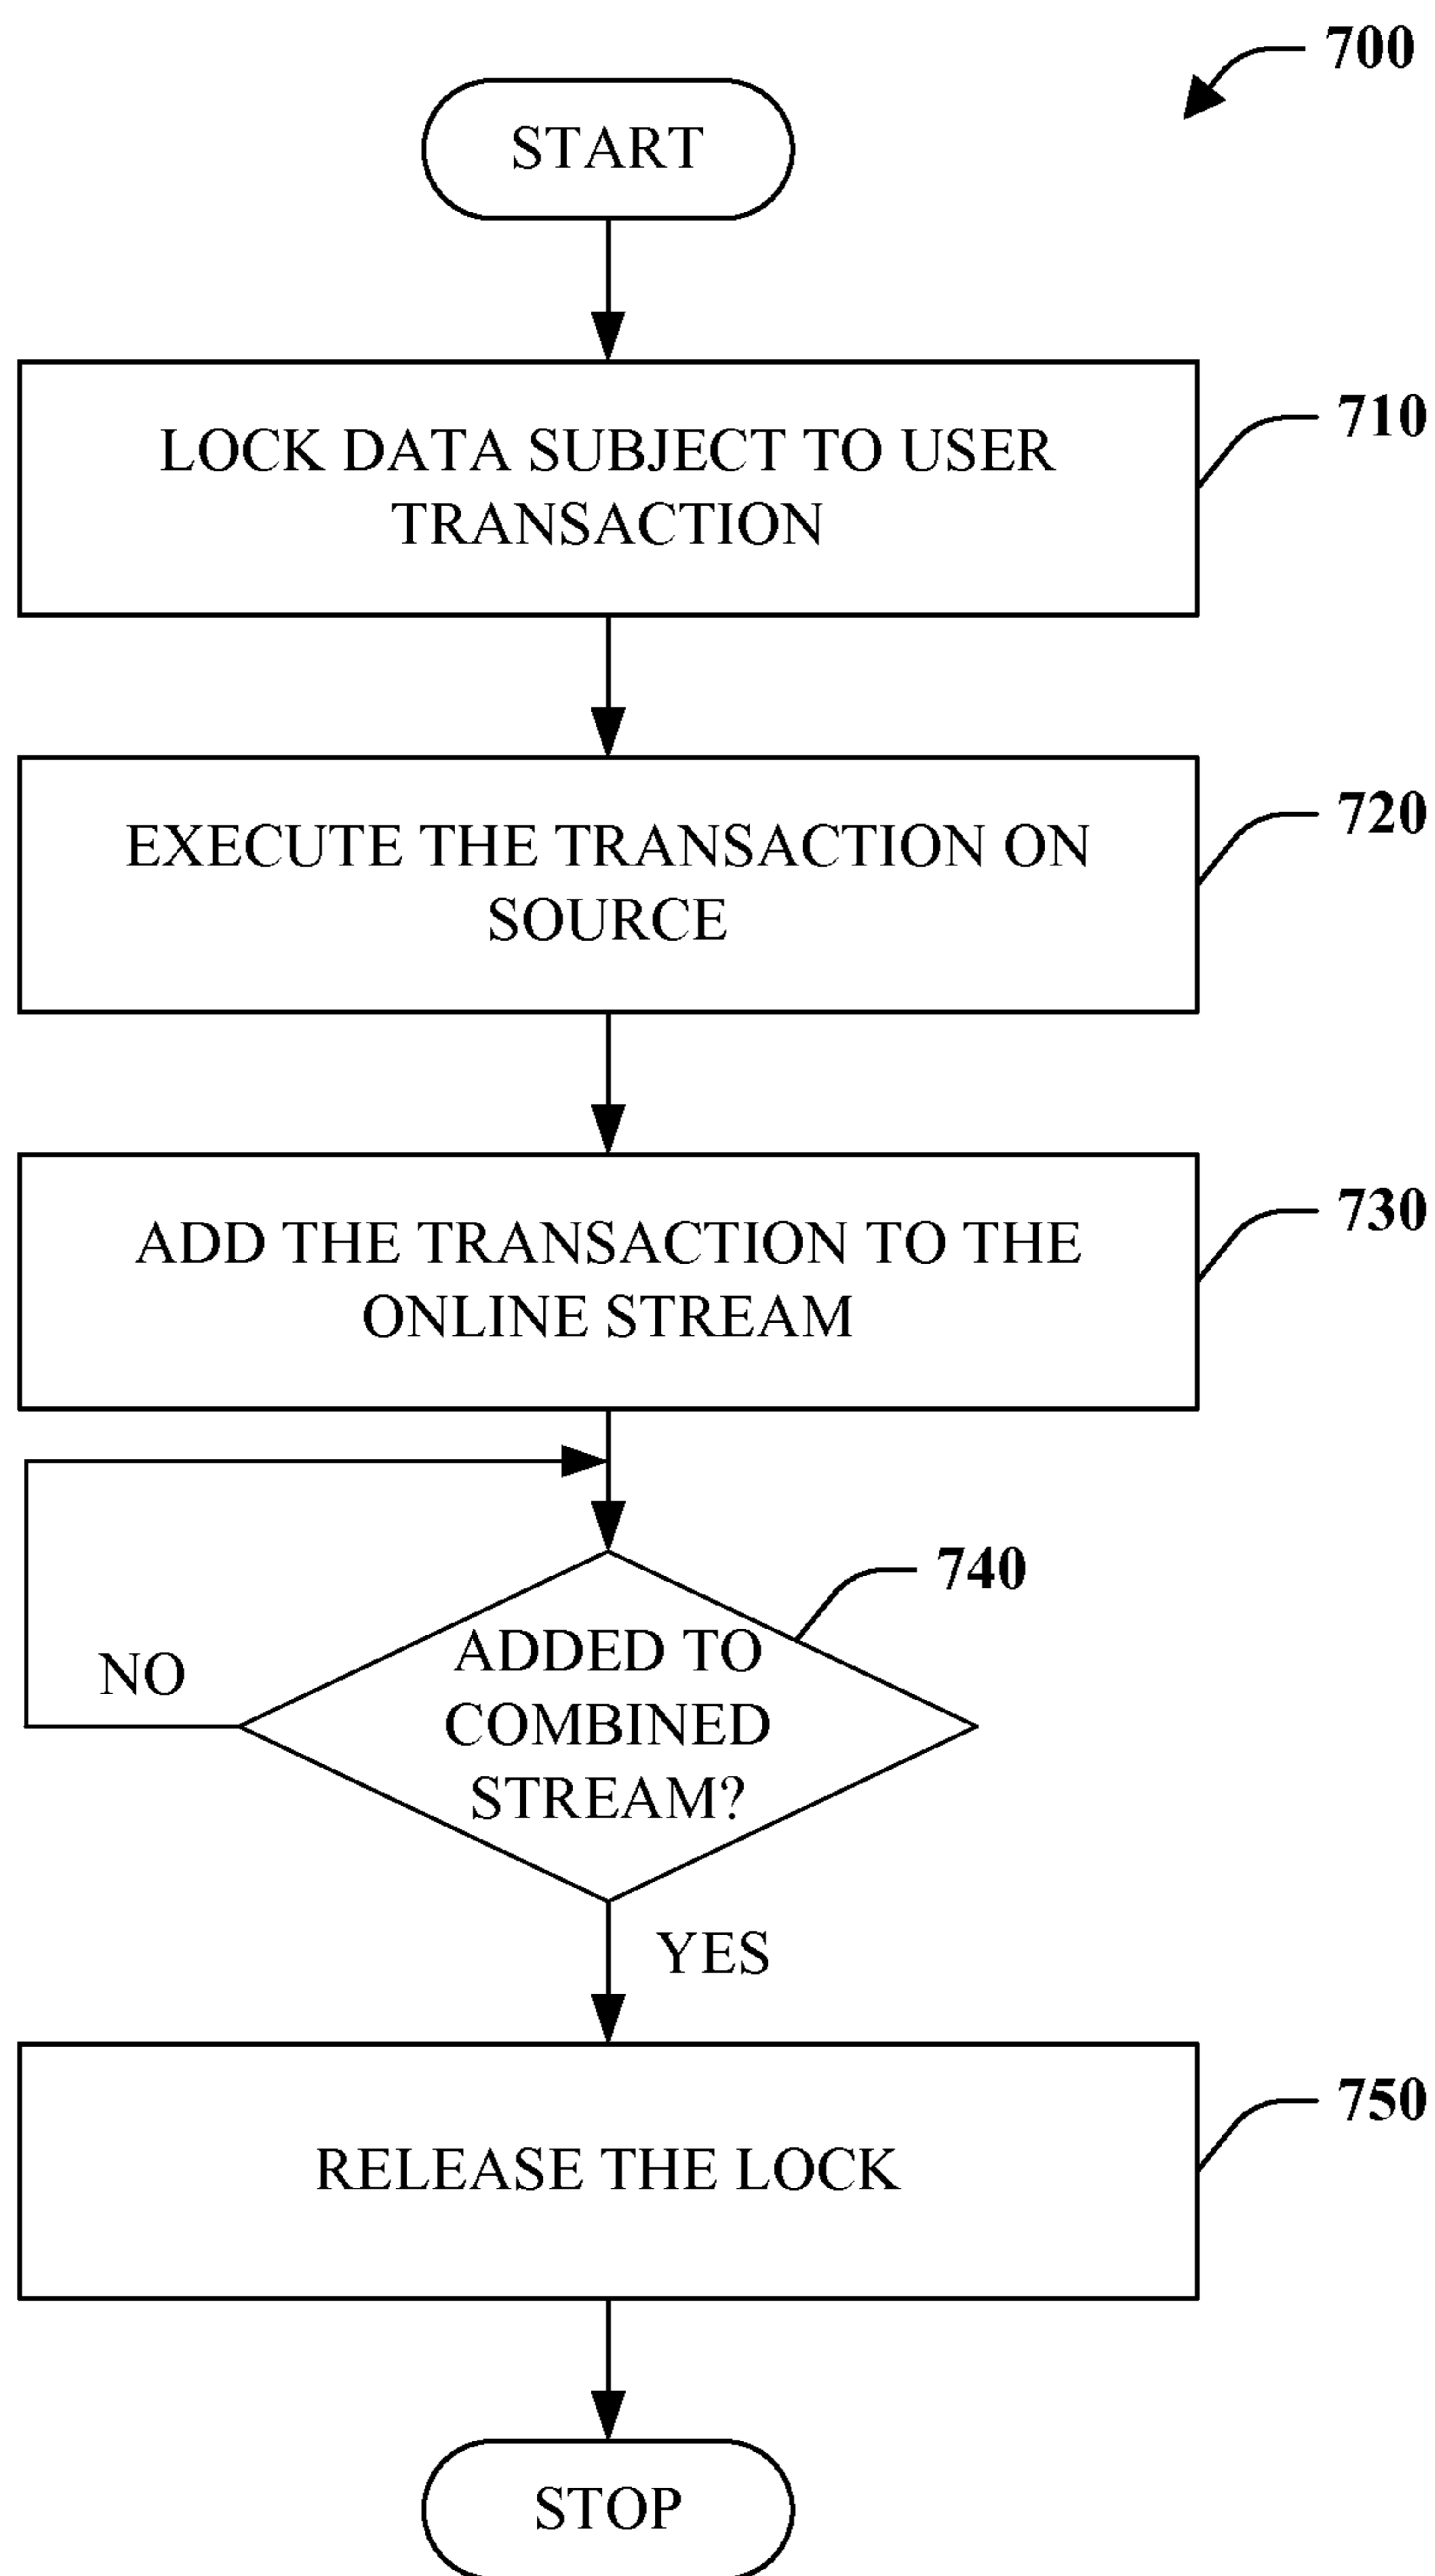 700
START
LOCK DATA SUBJECT TO USER
TRANSACTION
710
EXECUTE THE TRANSACTION ON
SOURCE
720
ADD THE TRANSACTION TO THE
ONLINE STREAM
730
740
ADDED TO
COMBINED
STREAM?
NO
YES
RELEASE THE LOCK
750
STOP